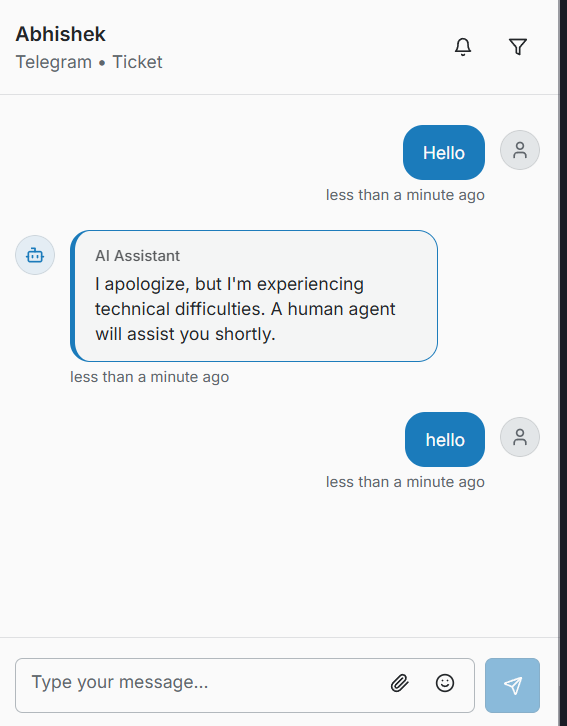 Abhishek
Telegram • Ticket
Hello
less than a minute ago
AI Assistant
I apologize, but I'm experiencing
technical difficulties. A human agent
will assist you shortly.
less than a minute ago
hello
less than a minute ago
Type your message...